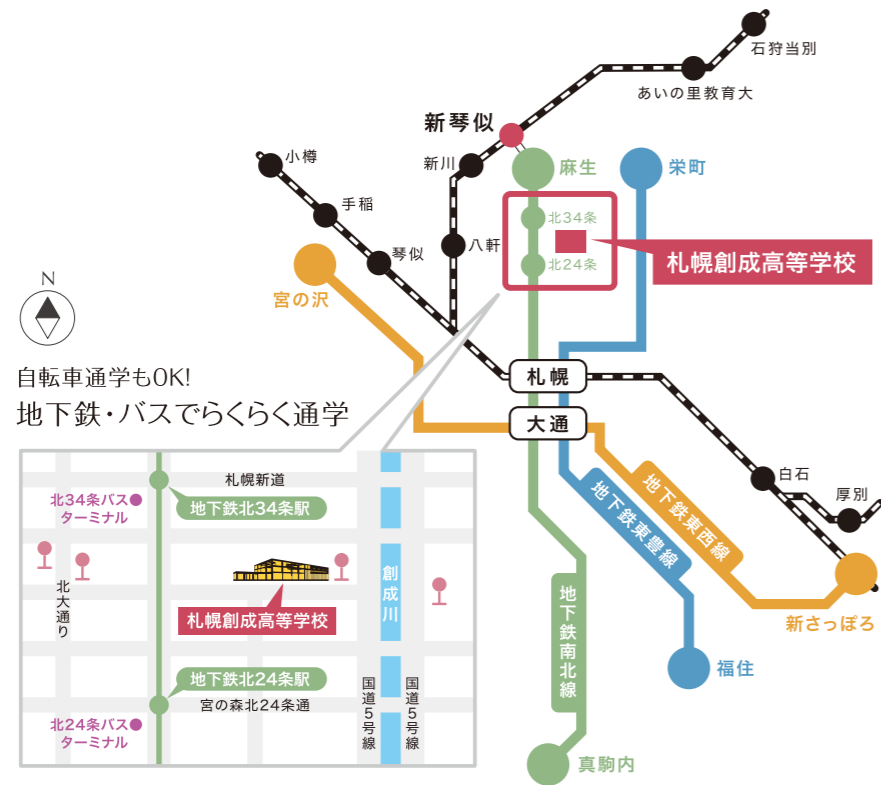 石狩当別
あいの里教育大
新琴似
新川
麻生
栄町
小樽
手稲
琴似
八軒
北34条
北24条
札幌創成高等学校
宮の沢
N
自転車通学もOK!
地下鉄・バスでらくらく通学
札幌
大通
白石
厚別
地下鉄東西線
地下鉄東豊線
地下鉄南北線
新さっぽろ
福住
真駒内
札幌新道
北34条バス
ターミナル
地下鉄北34条駅
北大通り
創成川
札幌創成高等学校
地下鉄北24条駅
宮の森北24条通
北24条バス
ターミナル
国道5号線
国道5号線